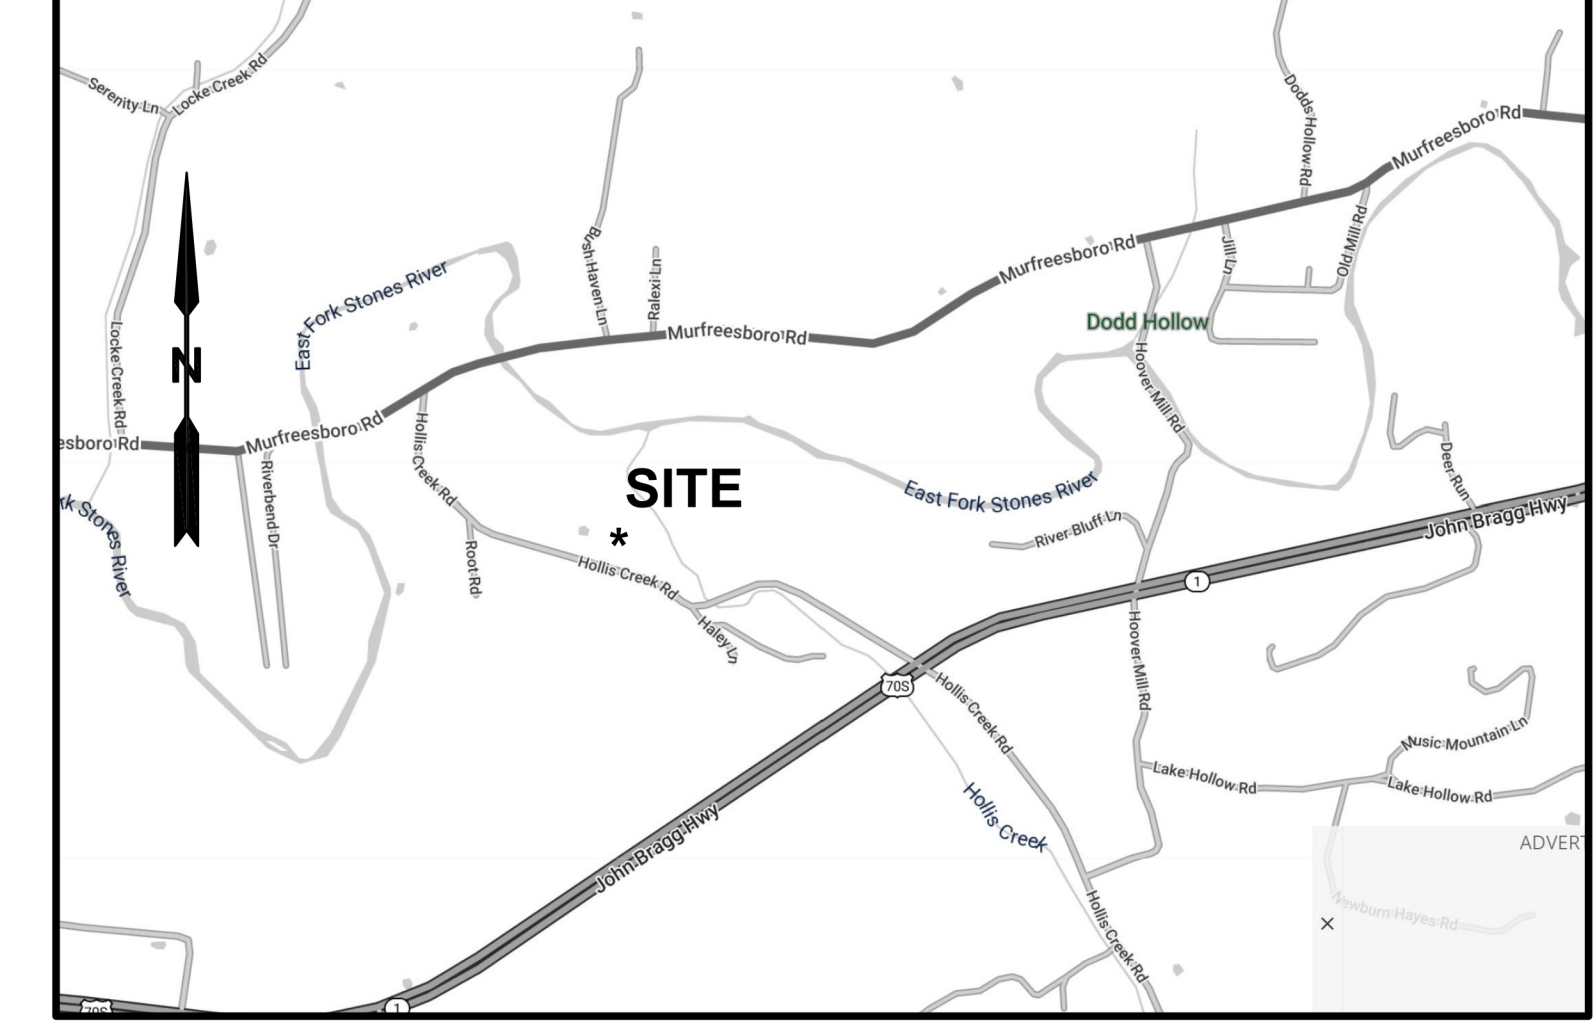 Serenity Ln
Locke Creek Rd
Dodds Hollow Rd
Murfreesboro Rd
Bush Haven Ln
Ralexi Ln
Jill Ln
Old Mill Rd
Murfreesboro Rd
East Fork Stones River
Dodd Hollow
Locke Creek Rd
N
Murfreesboro Rd
Hoover Mill Rd
esboro Rd
Murfreesboro Rd
Hollis Creek Rd
Riverbend Dr
Deer Run
SITE
*
East Fork Stones River
rk Stones River
River Bluff Ln
John Bragg Hwy
Root Rd
Hollis Creek Rd
1
Haley Ln
Hoover Mill Rd
70S
Hollis Creek Rd
Music Mountain Ln
Lake Hollow Rd
Lake Hollow Rd
Hollis Creek
John Bragg Hwy
ADVERT
Newburn Hayes Rd
×
Hollis Creek Rd
70S
1